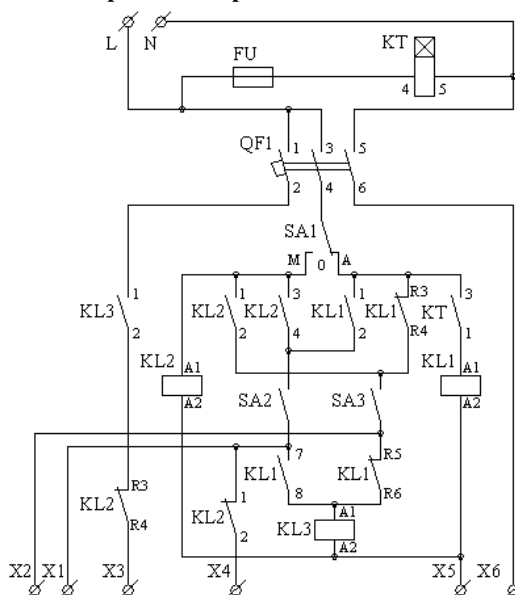 L N
FU KT
4 5
QF1 1 3 5
2 4 6
SA1
M 0 A
1 1 3 1 R3 3
KL3 KL2 KL2 KL1 KL1 KT
2 2 4 2 R4 1
KL2 A1 KL1 A1
A2 A2
SA2 SA3
7 R5
KL1 KL1
R3 1 8 R6
KL2 KL2 A1
R4 2 KL3
A2
X2 X1 X3 X4 X5 X6